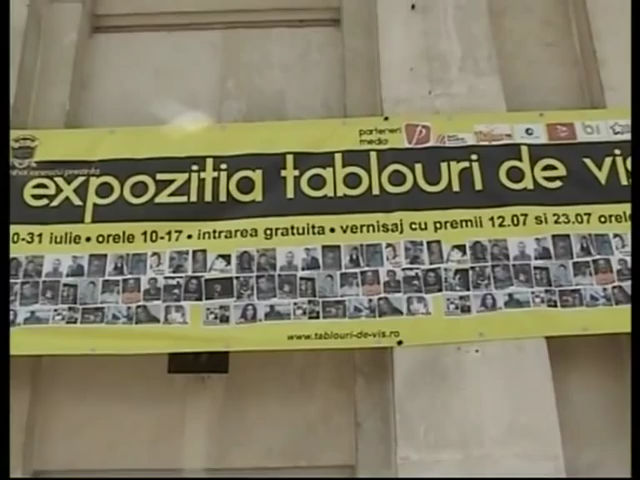 parteneri
media
expozitia tablouri de vis
0-31 iulie • orele 10-17 • intrarea gratuita • vernisaj cu premii 12.07 si 23.07 orele
www.tablouri-de-vis.ro